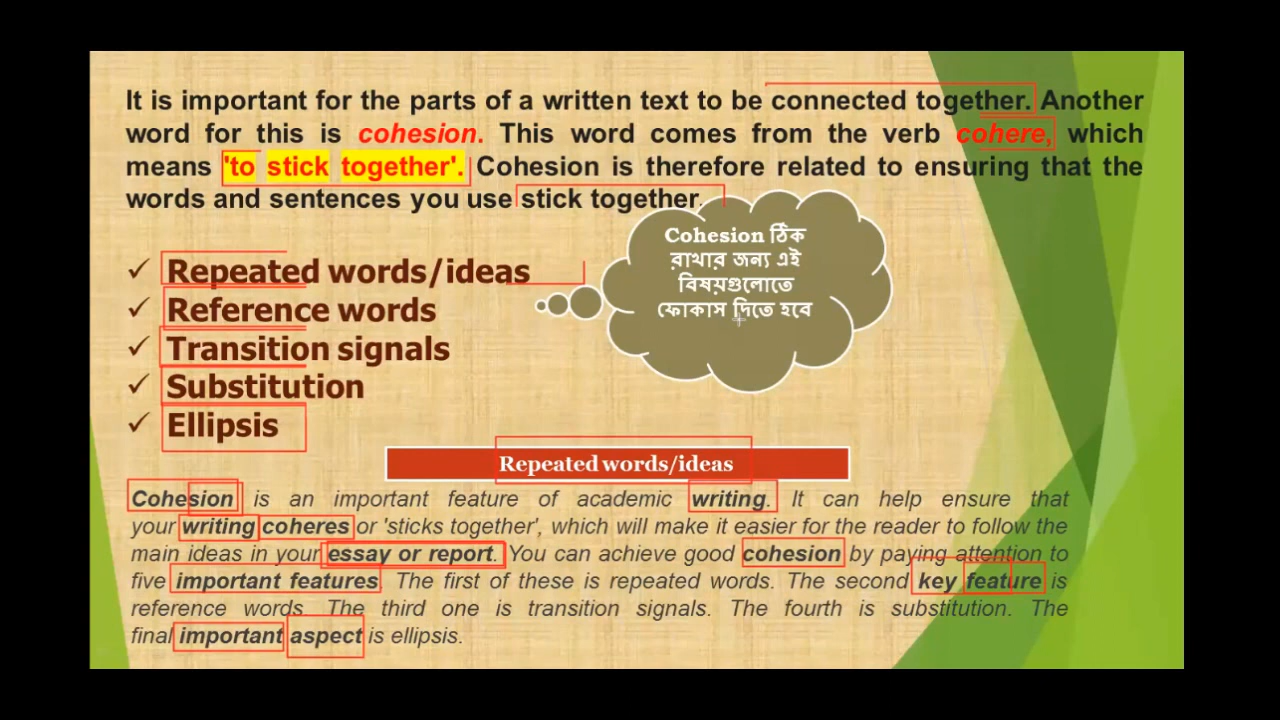 It is important for the parts of a written text to be connected together. Another
word for this is cohesion. This word comes from the verb cohere, which
means 'to stick together'. Cohesion is therefore related to ensuring that the
words and sentences you use stick together.
Cohesion ঠিক
রাখার জন্য এই
বিষয়গুলোতে
ফোকাস দিতে হবে
✓ Repeated words/ideas
✓ Reference words
✓ Transition signals
✓ Substitution
✓ Ellipsis
Repeated words/ideas
Cohesion is an important feature of academic writing. It can help ensure that
your writing coheres or 'sticks together', which will make it easier for the reader to follow the
main ideas in your essay or report. You can achieve good cohesion by paying attention to
five important features. The first of these is repeated words. The second key feature is
reference words. The third one is transition signals. The fourth is substitution. The
final important aspect is ellipsis.